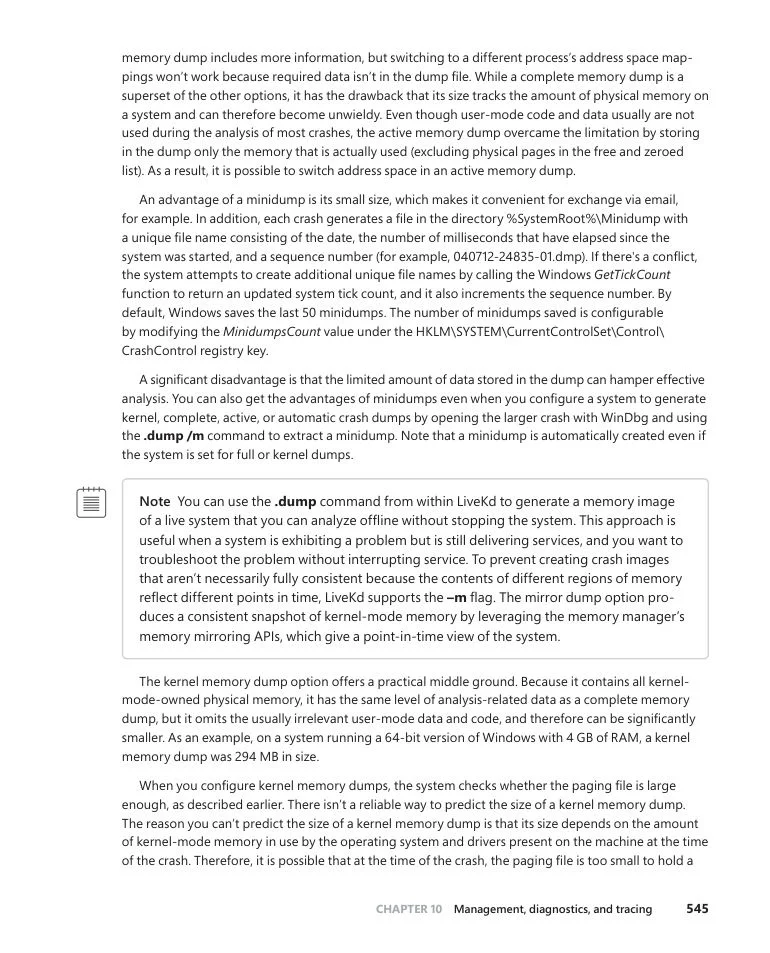 memory dump includes more information, but switching to a different process’s address space map-
pings won’t work because required data isn’t in the dump file. While a complete memory dump is a
superset of the other options, it has the drawback that its size tracks the amount of physical memory on
a system and can therefore become unwieldy. Even though user-mode code and data usually are not
used during the analysis of most crashes, the active memory dump overcame the limitation by storing
in the dump only the memory that is actually used (excluding physical pages in the free and zeroed
list). As a result, it is possible to switch address space in an active memory dump.
An advantage of a minidump is its small size, which makes it convenient for exchange via email,
for example. In addition, each crash generates a file in the directory %SystemRoot%\Minidump with
a unique file name consisting of the date, the number of milliseconds that have elapsed since the
system was started, and a sequence number (for example, 040712-24835-01.dmp). If there's a conflict,
the system attempts to create additional unique file names by calling the Windows GetTickCount
function to return an updated system tick count, and it also increments the sequence number. By
default, Windows saves the last 50 minidumps. The number of minidumps saved is configurable
by modifying the MinidumpsCount value under the HKLM\SYSTEM\CurrentControlSet\Control\
CrashControl registry key.
A significant disadvantage is that the limited amount of data stored in the dump can hamper effective
analysis. You can also get the advantages of minidumps even when you configure a system to generate
kernel, complete, active, or automatic crash dumps by opening the larger crash with WinDbg and using
the .dump /m command to extract a minidump. Note that a minidump is automatically created even if
the system is set for full or kernel dumps.
Note You can use the .dump command from within LiveKd to generate a memory image
of a live system that you can analyze offline without stopping the system. This approach is
useful when a system is exhibiting a problem but is still delivering services, and you want to
troubleshoot the problem without interrupting service. To prevent creating crash images
that aren’t necessarily fully consistent because the contents of different regions of memory
reflect different points in time, LiveKd supports the –m flag. The mirror dump option pro-
duces a consistent snapshot of kernel-mode memory by leveraging the memory manager’s
memory mirroring APIs, which give a point-in-time view of the system.
The kernel memory dump option offers a practical middle ground. Because it contains all kernel-
mode-owned physical memory, it has the same level of analysis-related data as a complete memory
dump, but it omits the usually irrelevant user-mode data and code, and therefore can be significantly
smaller. As an example, on a system running a 64-bit version of Windows with 4 GB of RAM, a kernel
memory dump was 294 MB in size.
When you configure kernel memory dumps, the system checks whether the paging file is large
enough, as described earlier. There isn’t a reliable way to predict the size of a kernel memory dump.
The reason you can’t predict the size of a kernel memory dump is that its size depends on the amount
of kernel-mode memory in use by the operating system and drivers present on the machine at the time
of the crash. Therefore, it is possible that at the time of the crash, the paging file is too small to hold a
CHAPTER 10 Management, diagnostics, and tracing 545